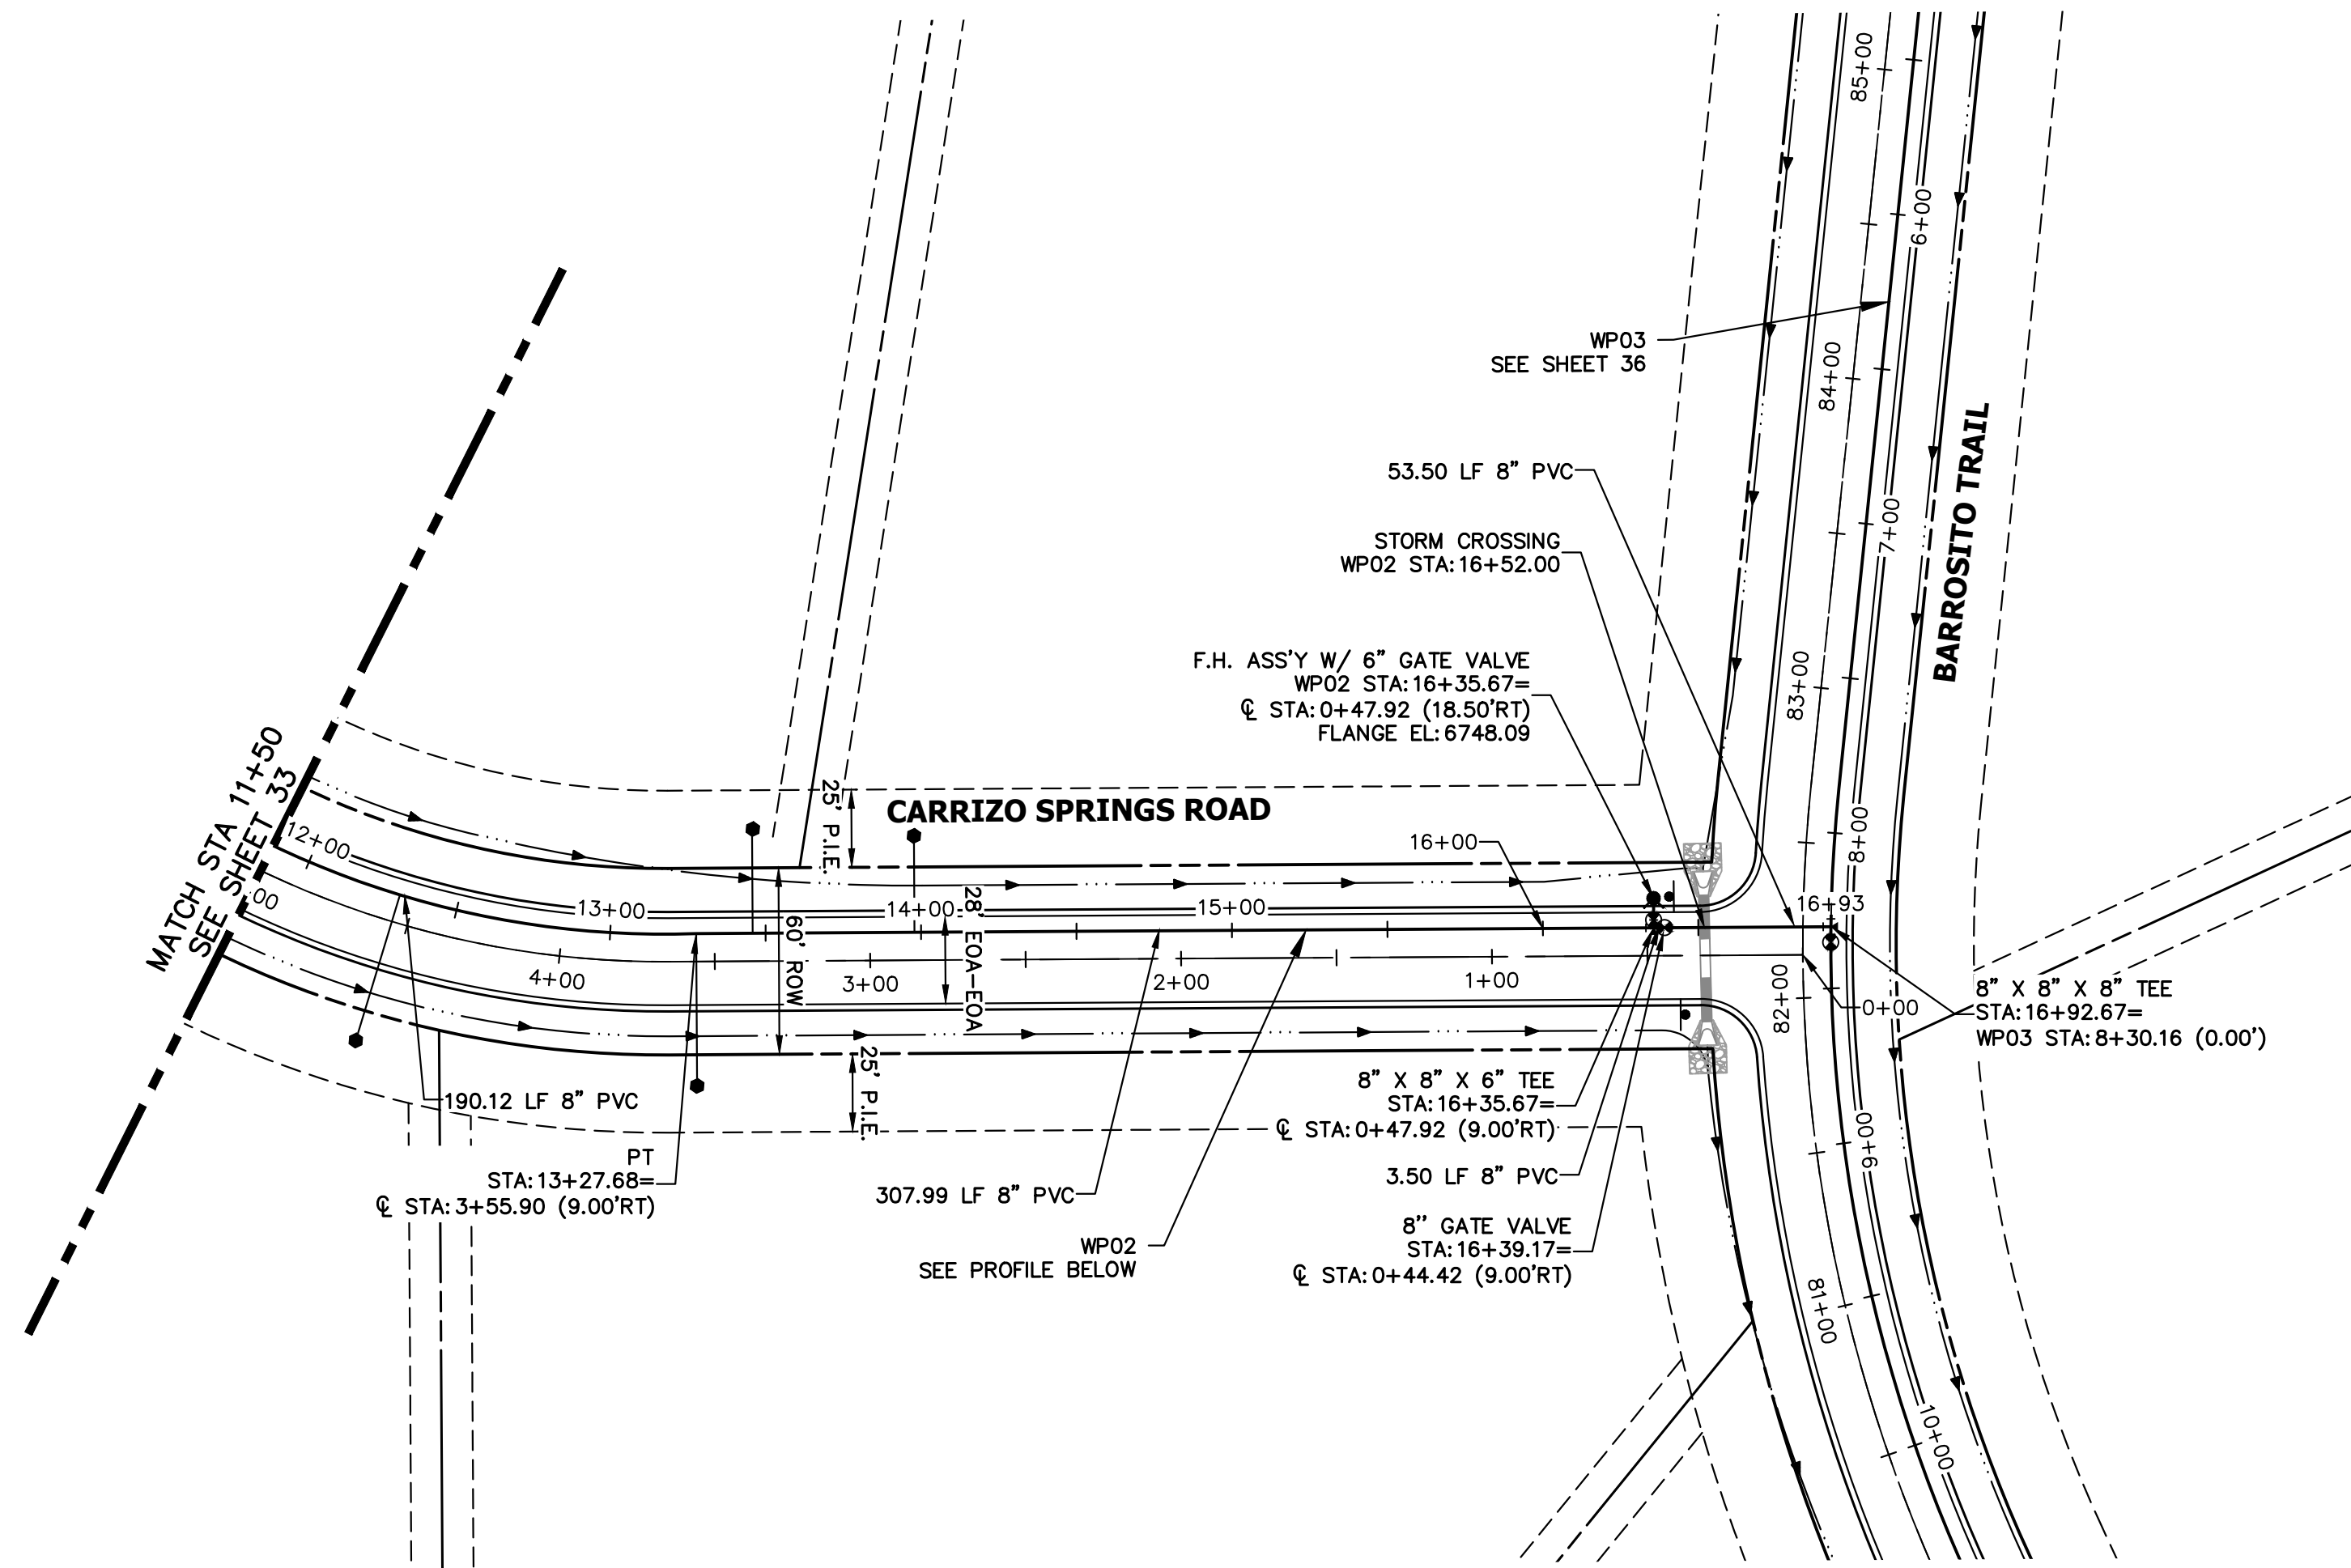 85+00
6+00
WP03
SEE SHEET 36
84+00
53.50 LF 8” PVC
7+00
BARROSITO TRAIL
STORM CROSSING
WP02 STA:16+52.00
F.H. ASS'Y W/ 6” GATE VALVE
WP02 STA:16+35.67=
℄ STA:0+47.92 (18.50'RT)
FLANGE EL:6748.09
83+00
MATCH STA 11+50
SEE SHEET 33
12+00
25' P.I.E.
CARRIZO SPRINGS ROAD
16+00
8+00
13+00
14+00
15+00
16+93
28' EOA-EOA
60' ROW
4+00
3+00
2+00
1+00
82+00
0+00
8” X 8” X 8” TEE
STA:16+92.67=
WP03 STA:8+30.16 (0.00')
25' P.I.E.
190.12 LF 8” PVC
8” X 8” X 6” TEE
STA:16+35.67=
℄ STA:0+47.92 (9.00'RT)
9+00
PT
STA:13+27.68=
℄ STA:3+55.90 (9.00'RT)
307.99 LF 8” PVC
3.50 LF 8” PVC
WP02
SEE PROFILE BELOW
8'' GATE VALVE
STA:16+39.17=
℄ STA:0+44.42 (9.00'RT)
81+00
10+00